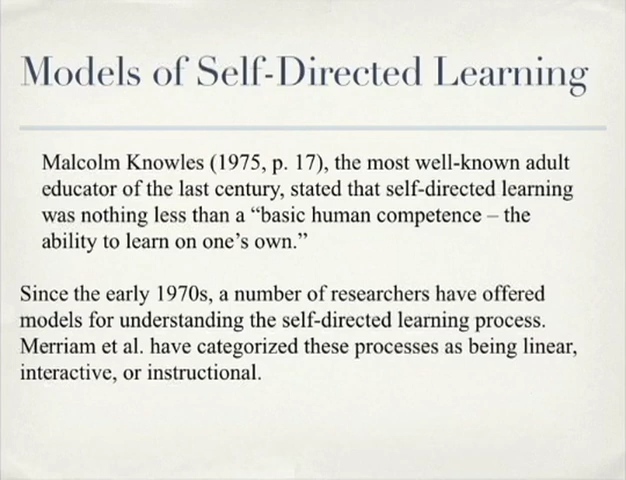 Models of Self-Directed Learning
Malcolm Knowles (1975, p. 17), the most well-known adult
educator of the last century, stated that self-directed learning
was nothing less than a “basic human competence – the
ability to learn on one’s own.”
Since the early 1970s, a number of researchers have offered
models for understanding the self-directed learning process.
Merriam et al. have categorized these processes as being linear,
interactive, or instructional.